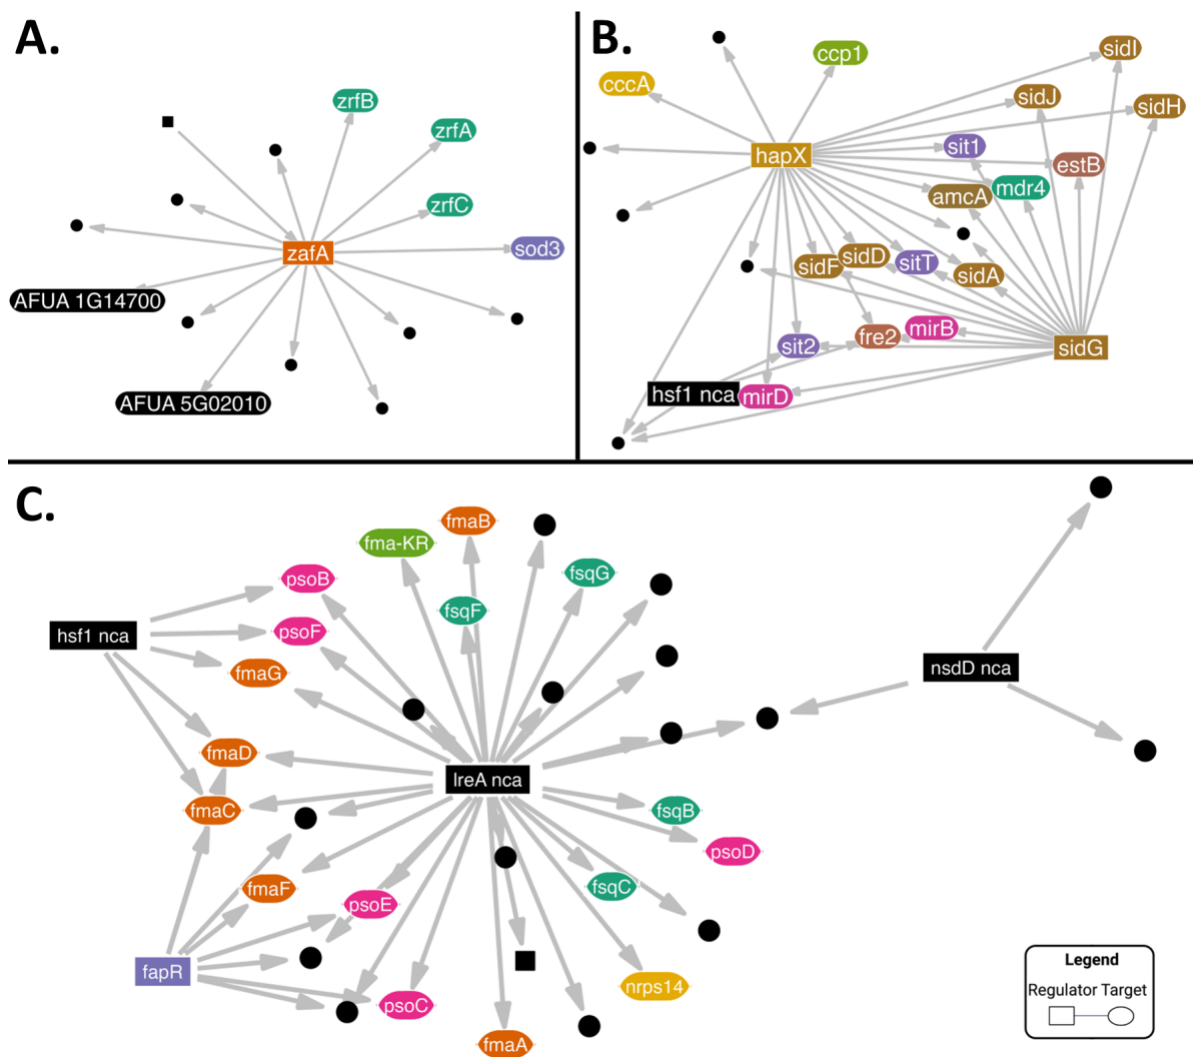 A.
zrfB
zrfA
zrfC
zafA
sod3
AFUA 1G14700
AFUA 5G02010
B.
ccp1
sidI
cccA
sidJ
sidH
sit1
hapX
estB
mdr4
amcA
sidD
sitT
sidF
sidA
mirB
fre2
sit2
sidG
hsf1 nca
mirD
C.
fmaB
fma-KR
fsqG
psoB
fsqF
hsf1 nca
psoF
fmaG
nsdD nca
fmaD
lreA nca
fmaC
fsqB
psoD
fmaF
fsqC
psoE
fapR
nrps14
psoC
fmaA
Legend
Regulator Target